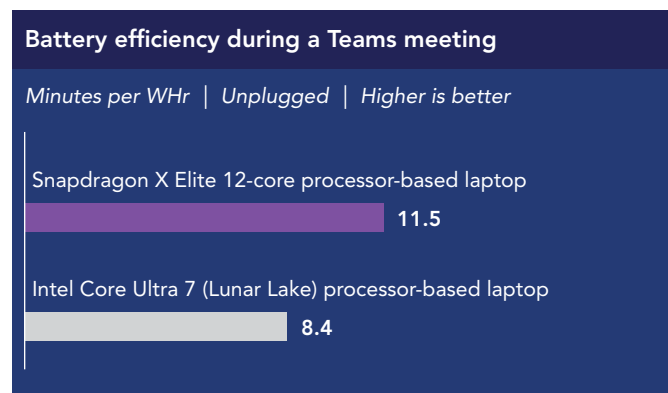 Battery efficiency during a Teams meeting
Minutes per WHr | Unplugged | Higher is better
Snapdragon X Elite 12-core processor-based laptop
11.5
Intel Core Ultra 7 (Lunar Lake) processor-based laptop
8.4